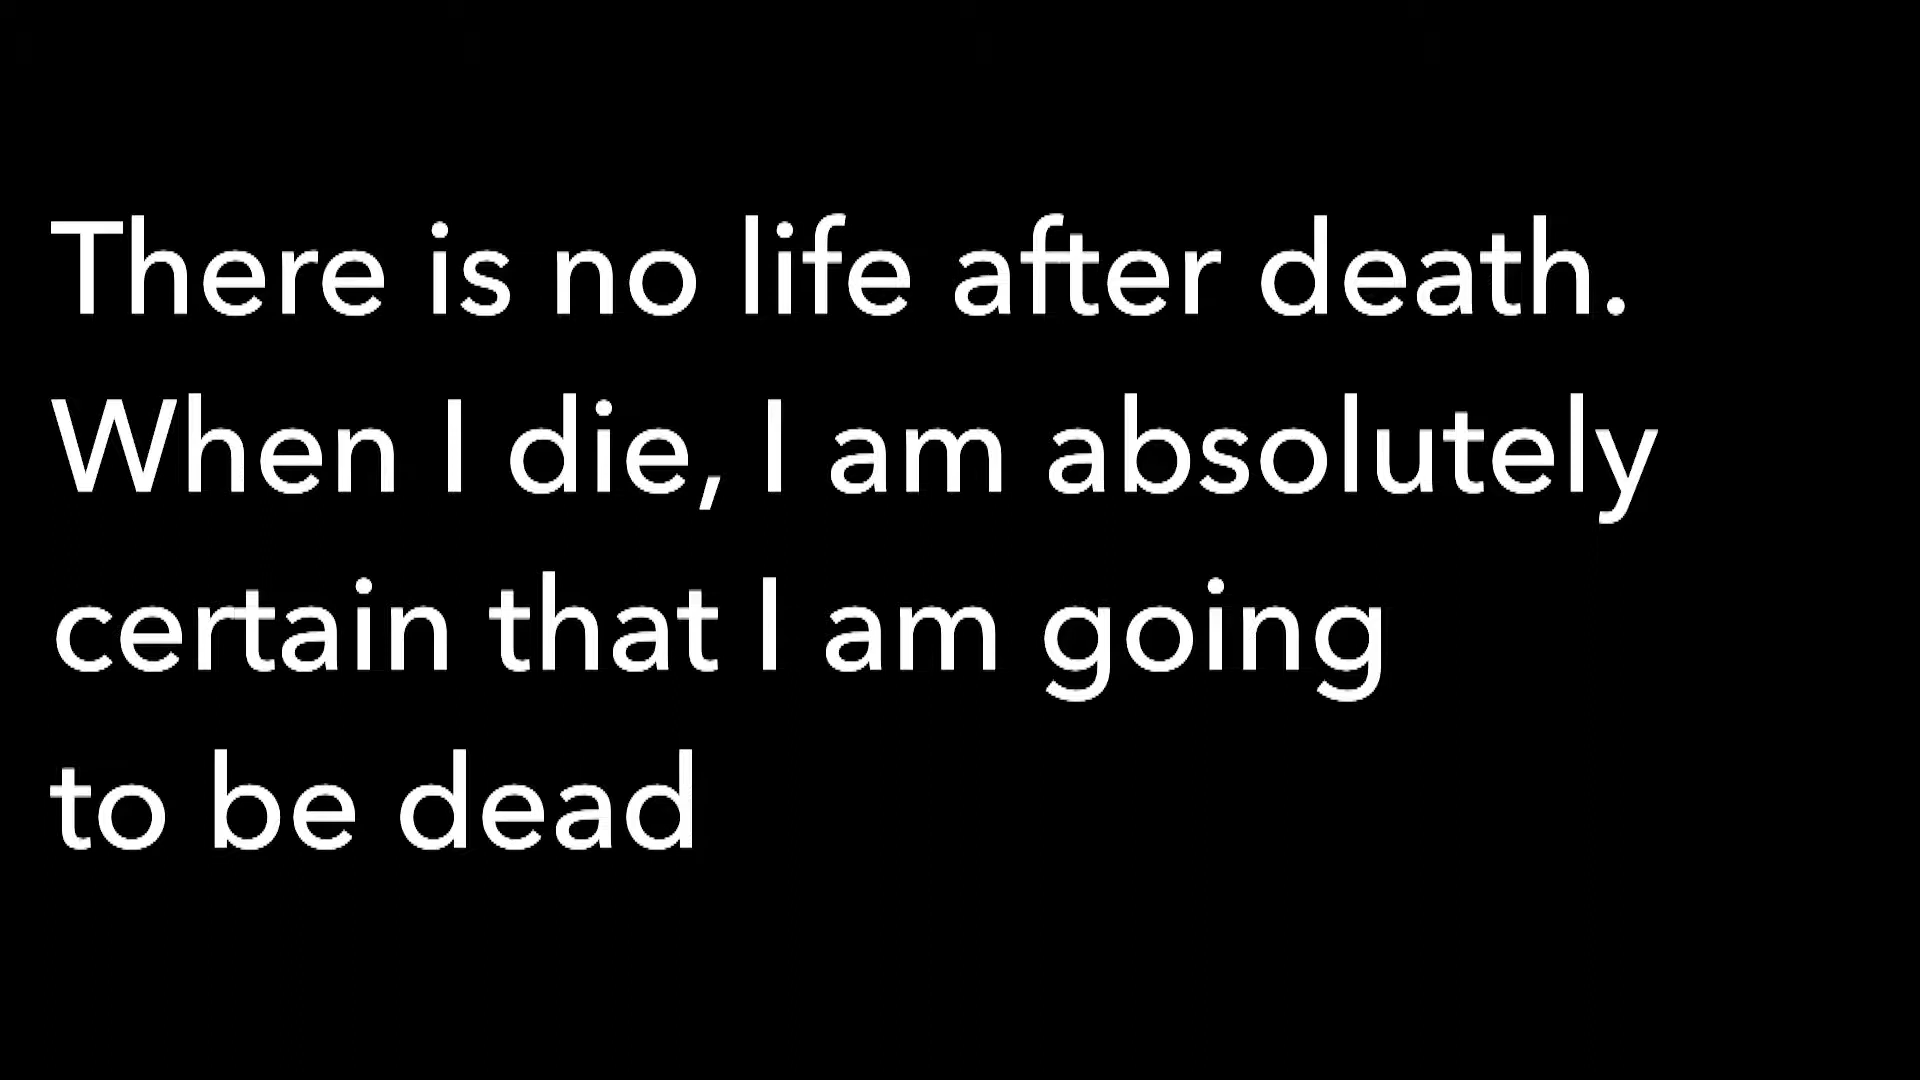 There is no life after death.
When I die, I am absolutely
certain that I am going
to be dead